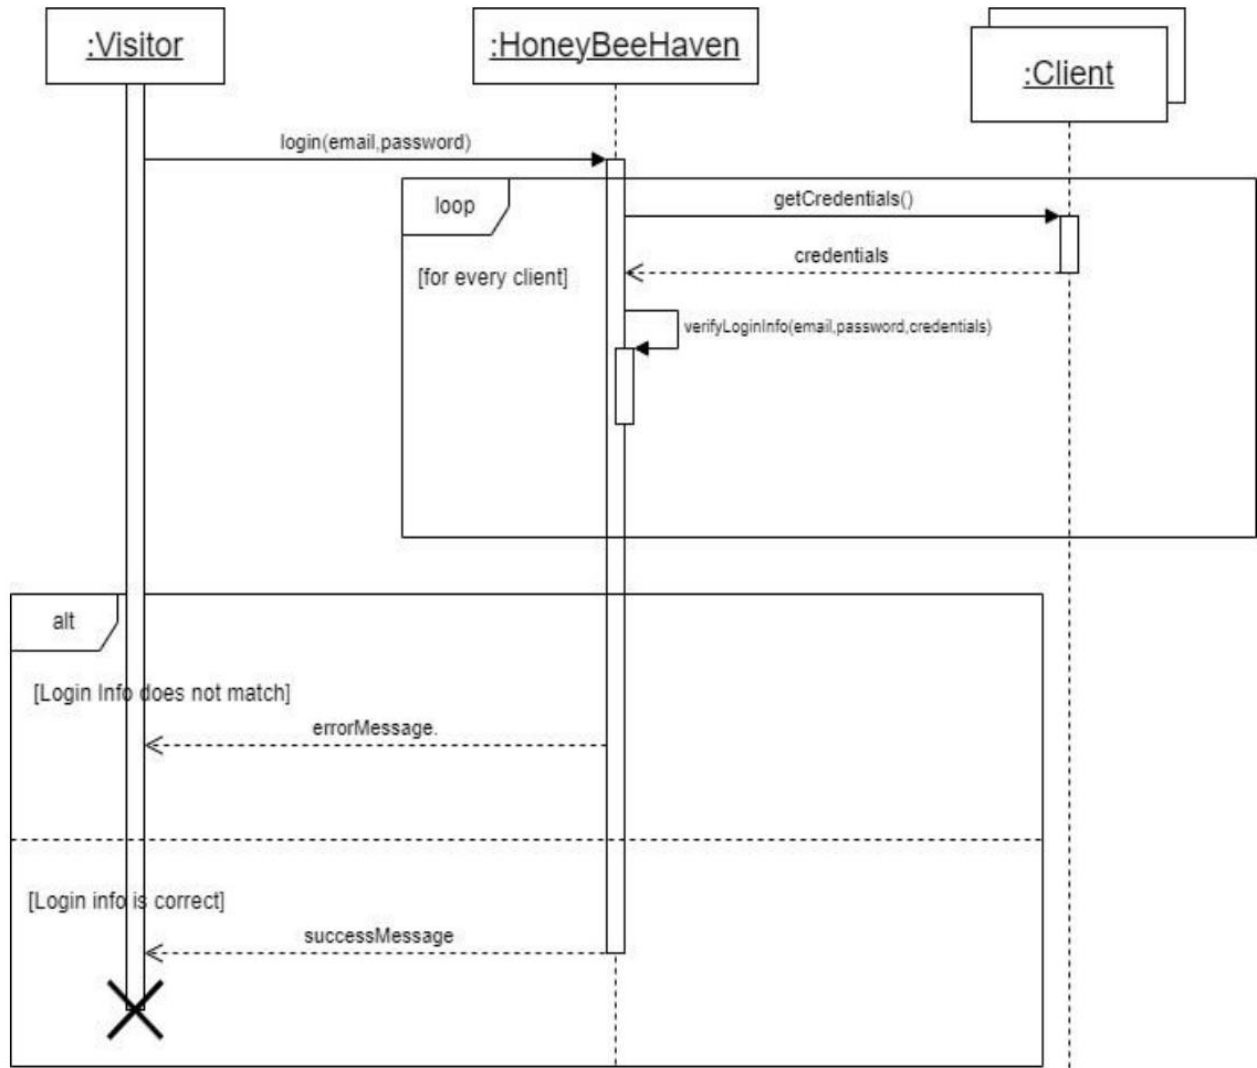 :Visitor
:HoneyBeeHaven
:Client
login(email,password)
loop
getCredentials()
credentials
[for every client]
verifyLoginInfo(email,password,credentials)
alt
[Login Info does not match]
errorMessage.
[Login info is correct]
successMessage